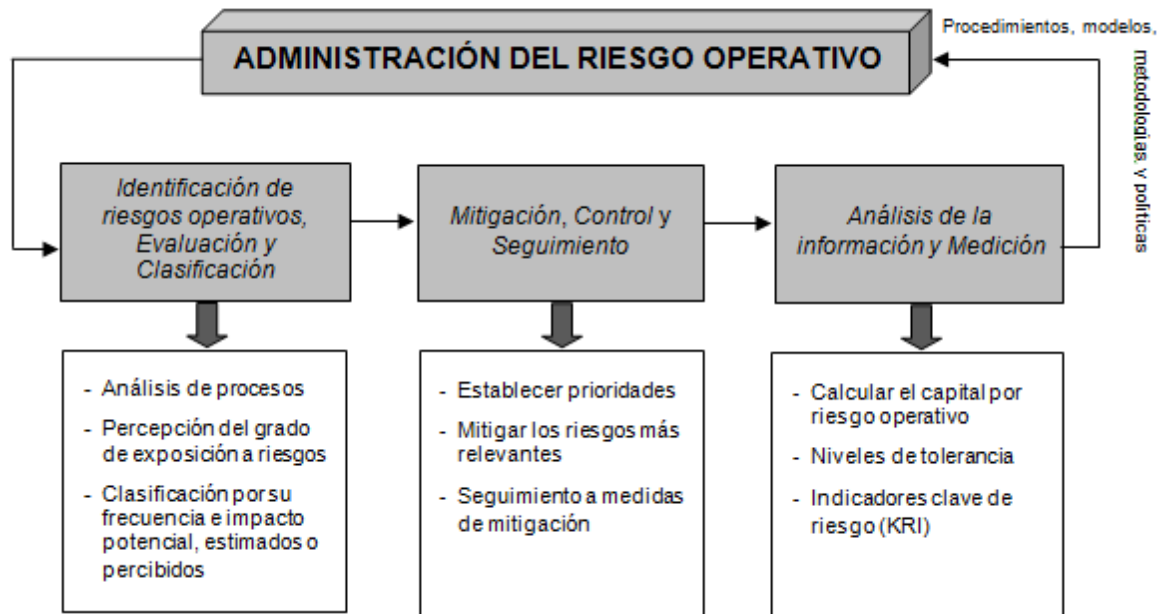 Procedimientos, modelos,
metodologias y politicas
ADMINISTRACIÓN DEL RIESGO OPERATIVO
Identificación de
riesgos operativos,
Evaluación y
Clasificación
Mitigación, Control y
Seguimiento
Análisis de la
información y Medición
- Análisis de procesos
- Percepción del grado
de exposición a riesgos
- Clasificación por su
frecuencia e impacto
potencial, estimados o
percibidos
- Establecer prioridades
- Mitigar los riesgos más
relevantes
- Seguimiento a medidas
de mitigación
- Calcular el capital por
riesgo operativo
- Niveles de tolerancia
- Indicadores clave de
riesgo (KRI)